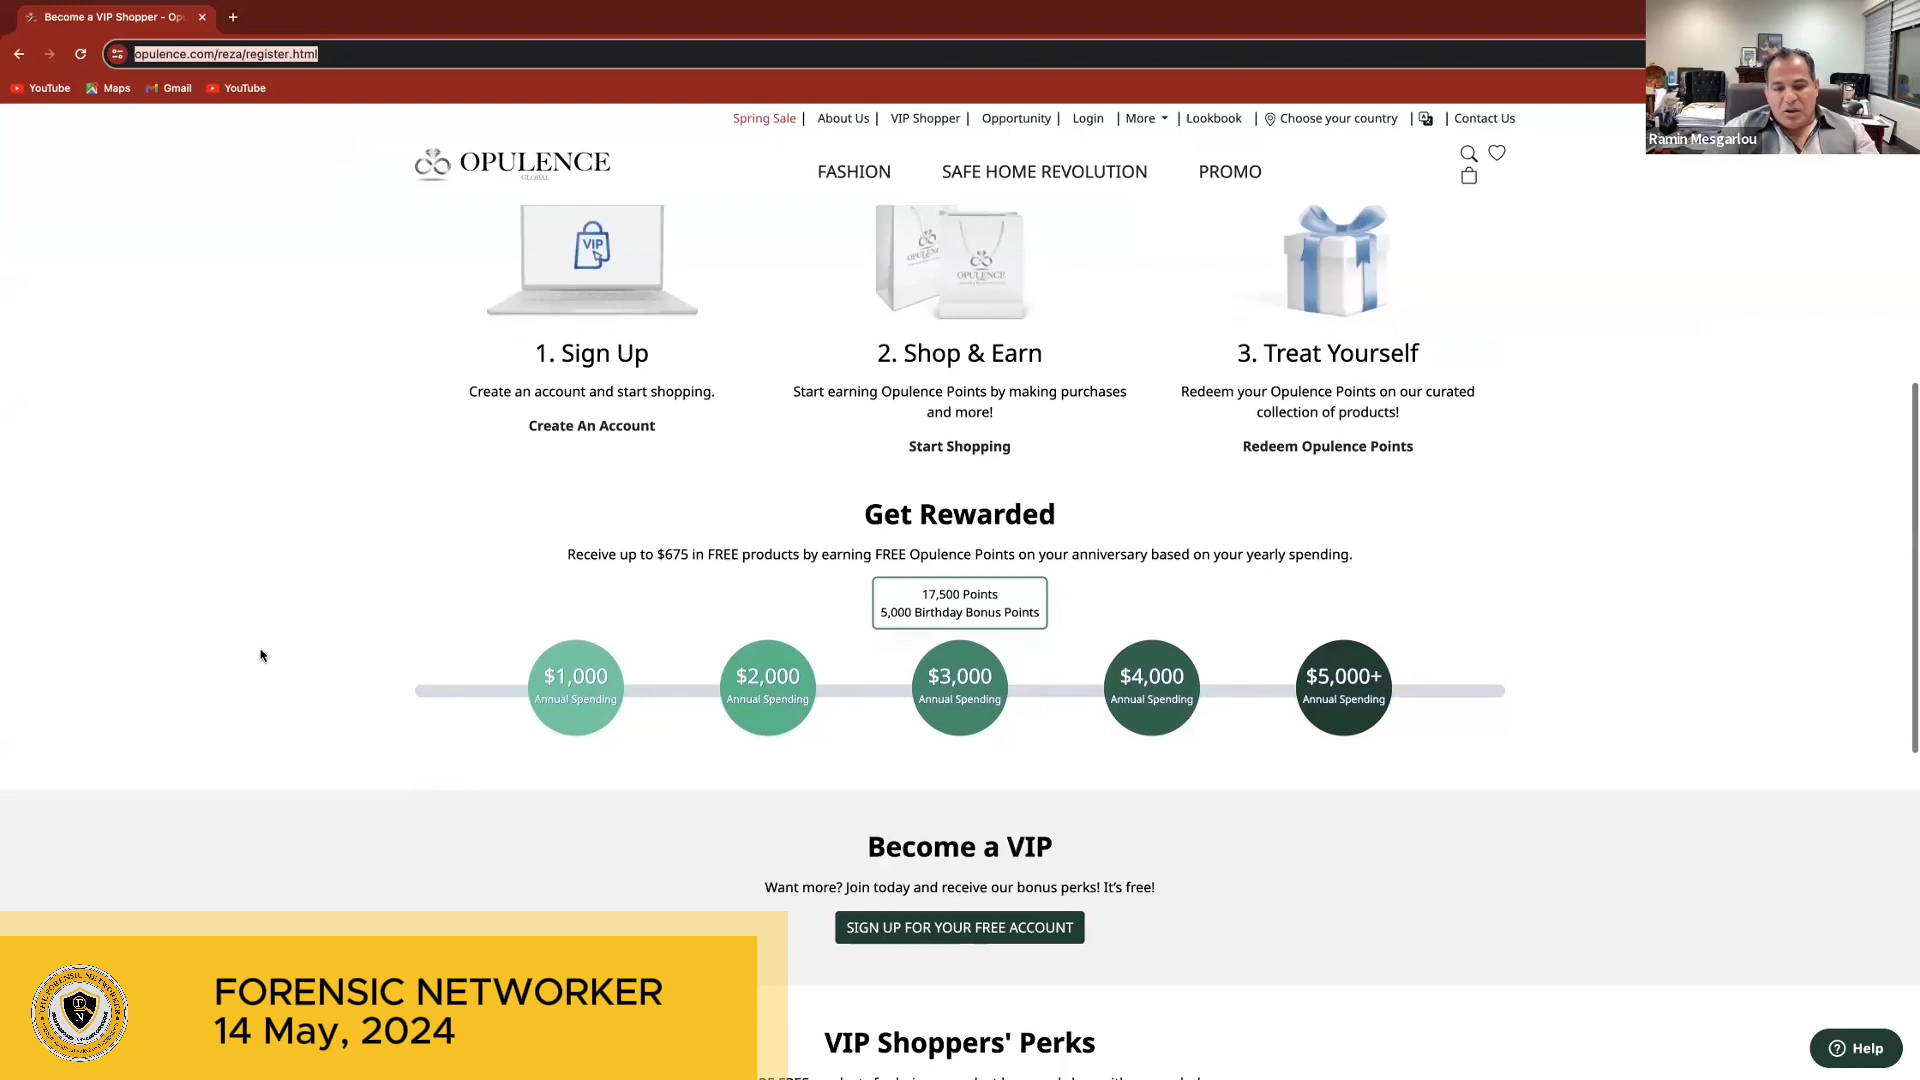 Become a VIP Shopper - Op
opulence.com/reza/register.html
YouTube Maps Gmail YouTube
Ramin Mesgarlou
Spring Sale | About Us | VIP Shopper | Opportunity | Login | More | Lookbook | Choose your country | | Contact Us
OPULENCE
GLOBAL
FASHION SAFE HOME REVOLUTION PROMO
VIP
OPULENCE
1. Sign Up
Create an account and start shopping.
Create An Account
2. Shop & Earn
Start earning Opulence Points by making purchases
and more!
Start Shopping
3. Treat Yourself
Redeem your Opulence Points on our curated
collection of products!
Redeem Opulence Points
Get Rewarded
Receive up to $675 in FREE products by earning FREE Opulence Points on your anniversary based on your yearly spending.
17,500 Points
5,000 Birthday Bonus Points
$1,000 $2,000 $3,000 $4,000 $5,000+
Annual Spending Annual Spending Annual Spending Annual Spending Annual Spending
Become a VIP
Want more? Join today and receive our bonus perks! It's free!
SIGN UP FOR YOUR FREE ACCOUNT
FORENSIC NETWORKER
14 May, 2024
THE FORENSIC NETWORKER
VIP Shoppers' Perks
Help